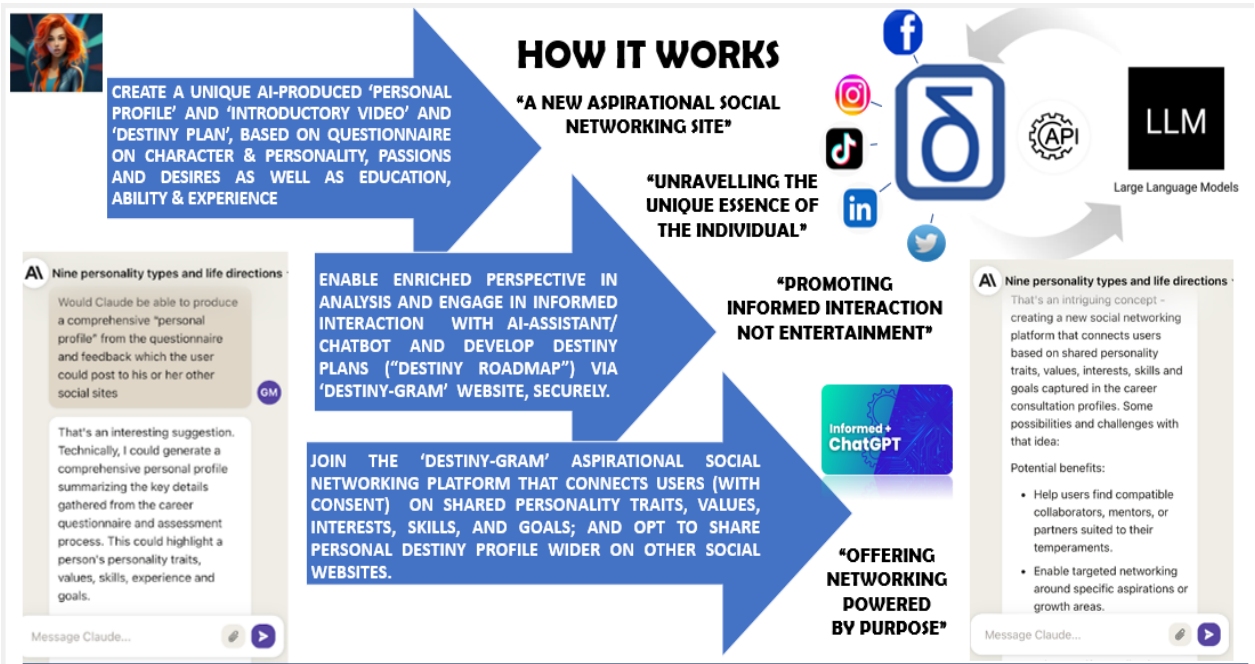 HOW IT WORKS
CREATE A UNIQUE AI-PRODUCED ‘PERSONAL
PROFILE’ AND ‘INTRODUCTORY VIDEO’ AND
‘DESTINY PLAN’, BASED ON QUESTIONNAIRE
ON CHARACTER & PERSONALITY, PASSIONS
AND DESIRES AS WELL AS EDUCATION,
ABILITY & EXPERIENCE
“A NEW ASPIRATIONAL SOCIAL
NETWORKING SITE”
“UNRAVELLING THE
UNIQUE ESSENCE OF
THE INDIVIDUAL”
f
in
δ
API
LLM
Large Language Models
ENABLE ENRICHED PERSPECTIVE IN
ANALYSIS AND ENGAGE IN INFORMED
INTERACTION WITH AI-ASSISTANT/
CHATBOT AND DEVELOP DESTINY
PLANS (“DESTINY ROADMAP”) VIA
‘DESTINY-GRAM’ WEBSITE, SECURELY.
“PROMOTING
INFORMED INTERACTION
NOT ENTERTAINMENT”
Informed +
ChatGPT
JOIN THE ‘DESTINY-GRAM’ ASPIRATIONAL SOCIAL
NETWORKING PLATFORM THAT CONNECTS USERS (WITH
CONSENT) ON SHARED PERSONALITY TRAITS, VALUES,
INTERESTS, SKILLS, AND GOALS; AND OPT TO SHARE
PERSONAL DESTINY PROFILE WIDER ON OTHER SOCIAL
WEBSITES.
“OFFERING
NETWORKING
POWERED
BY PURPOSE”
AI Nine personality types and life directions
Would Claude be able to produce
a comprehensive “personal
profile” from the questionnaire
and feedback which the user
could post to his or her other
social sites
GM
That's an interesting suggestion.
Technically, I could generate a
comprehensive personal profile
summarizing the key details
gathered from the career
questionnaire and assessment
process. This could highlight a
person's personality traits,
values, skills, experience and
goals.
Message Claude...
AI Nine personality types and life directions
That's an intriguing concept -
creating a new social networking
platform that connects users
based on shared personality
traits, values, interests, skills and
goals captured in the career
consultation profiles. Some
possibilities and challenges with
that idea:
Potential benefits:
• Help users find compatible
collaborators, mentors, or
partners suited to their
temperaments.
• Enable targeted networking
around specific aspirations or
growth areas.
Message Claude...